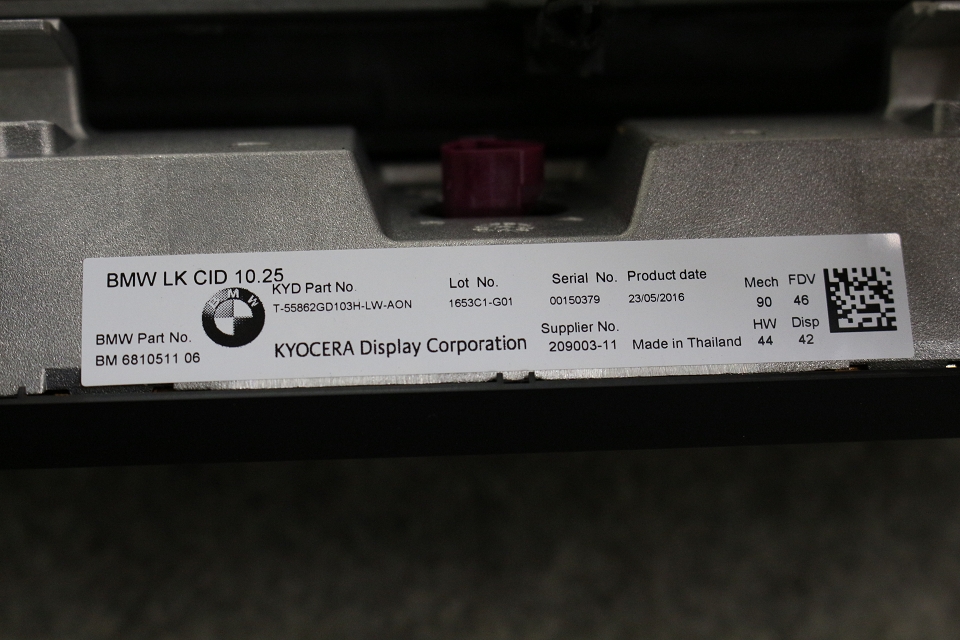 BMW LK CID 10.25
BMW
BMW Part No.
BM 6810511 06
KYD Part No.
T-55862GD103H-LW-AON
KYOCERA Display Corporation
Lot No.
1653C1-G01
Serial No.
00150379
Product date
23/05/2016
Supplier No.
209003-11
Made in Thailand
Mech FDV
90 46
HW Disp
44 42